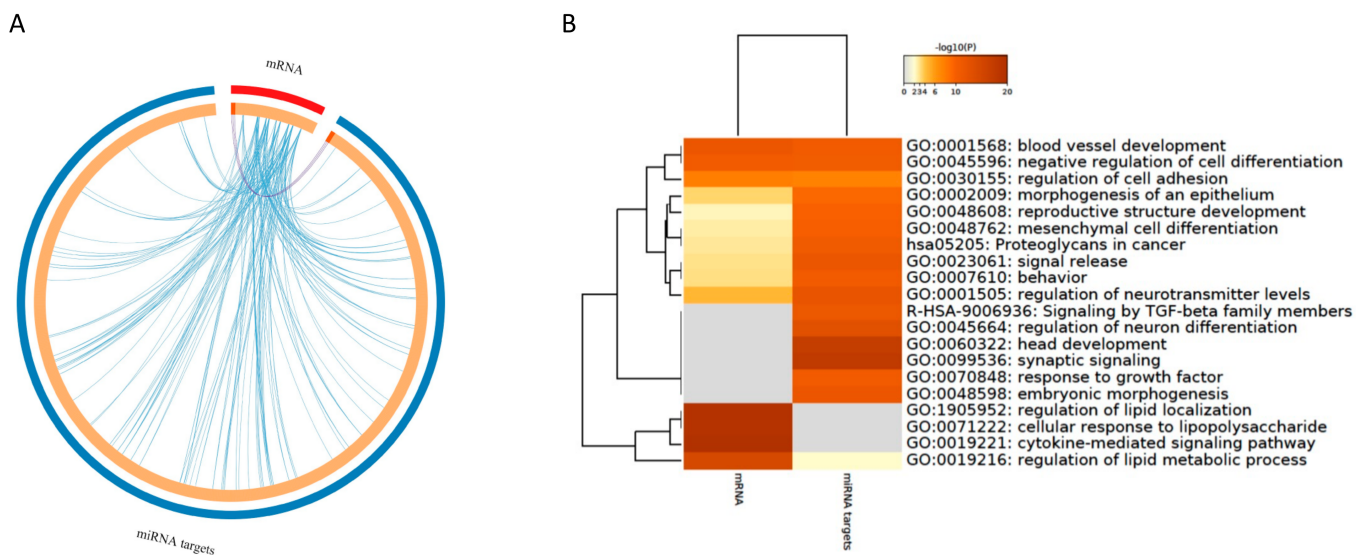 A
B
mRNA
miRNA targets
-log10(P)
0 2 3 4 6 10 20
GO:0001568: blood vessel development
GO:0045596: negative regulation of cell differentiation
GO:0030155: regulation of cell adhesion
GO:0002009: morphogenesis of an epithelium
GO:0048608: reproductive structure development
GO:0048762: mesenchymal cell differentiation
hsa05205: Proteoglycans in cancer
GO:0023061: signal release
GO:0007610: behavior
GO:0001505: regulation of neurotransmitter levels
R-HSA-9006936: Signaling by TGF-beta family members
GO:0045664: regulation of neuron differentiation
GO:0060322: head development
GO:0099536: synaptic signaling
GO:0070848: response to growth factor
GO:0048598: embryonic morphogenesis
GO:1905952: regulation of lipid localization
GO:0071222: cellular response to lipopolysaccharide
GO:0019221: cytokine-mediated signaling pathway
GO:0019216: regulation of lipid metabolic process
mRNA
miRNA targets